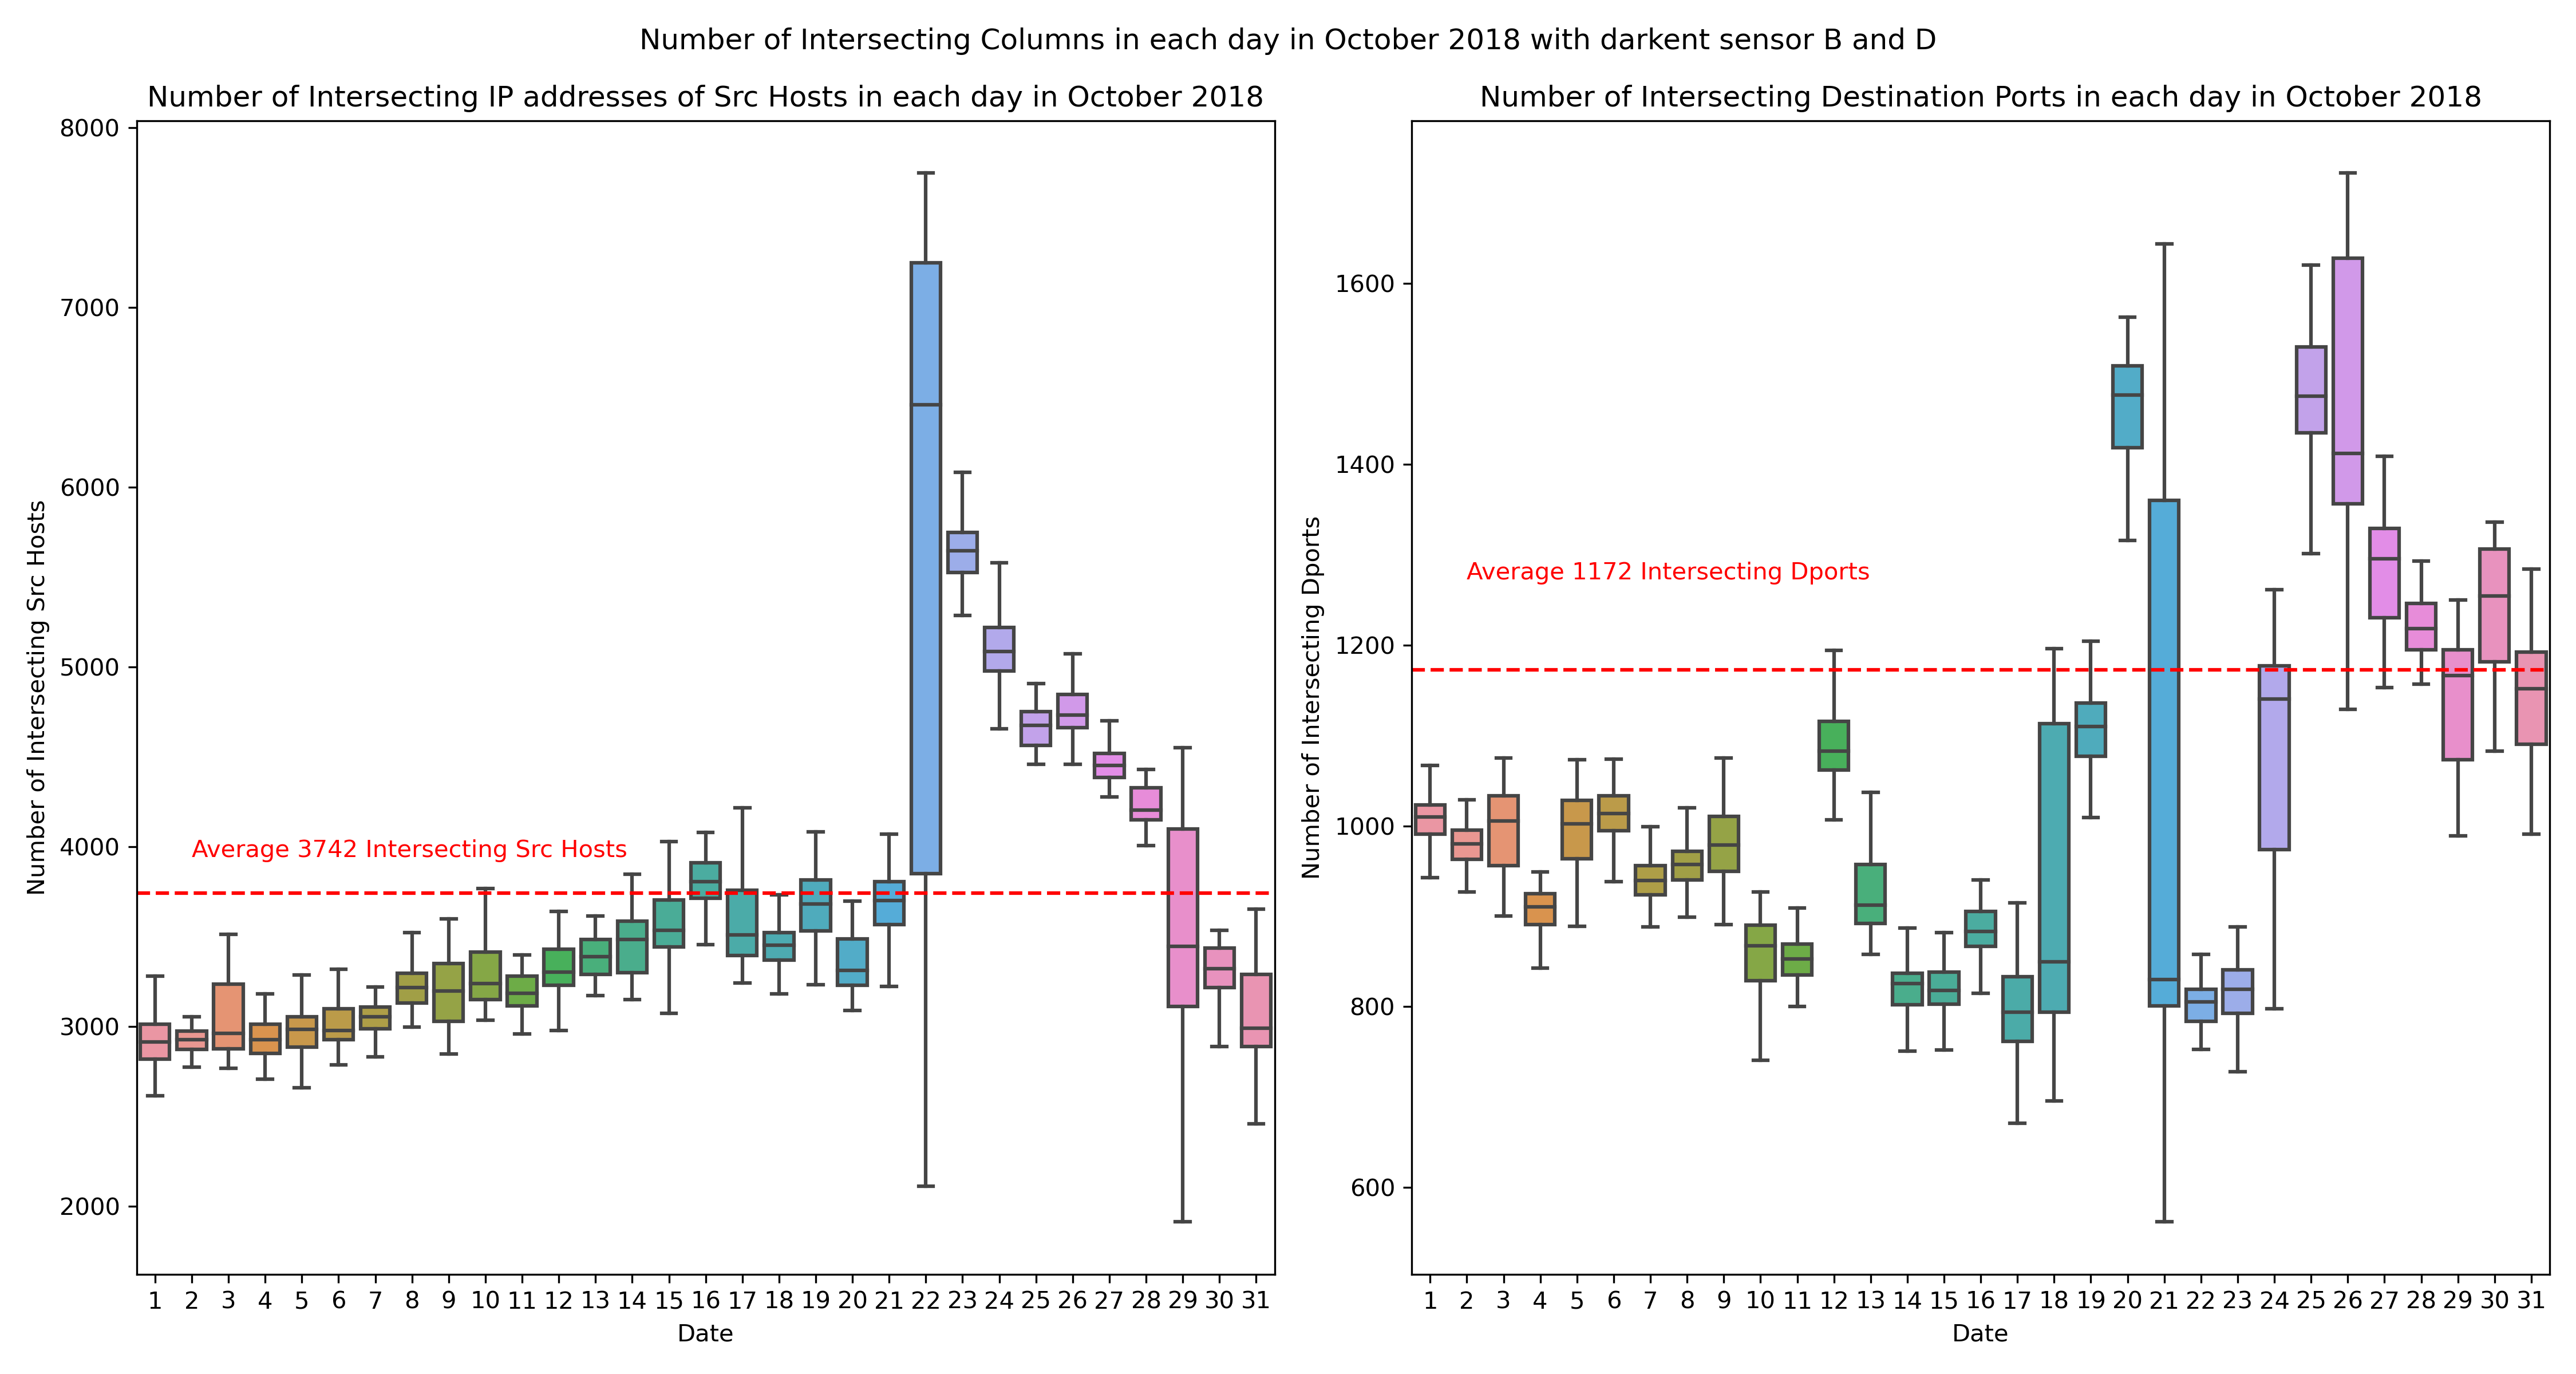 Number of Intersecting Columns in each day in October 2018 with darkent sensor B and D
Number of Intersecting IP addresses of Src Hosts in each day in October 2018
Number of Intersecting Src Hosts
8000
7000
6000
5000
4000
3000
2000
Average 3742 Intersecting Src Hosts
1 2 3 4 5 6 7 8 9 10 11 12 13 14 15 16 17 18 19 20 21 22 23 24 25 26 27 28 29 30 31
Date
Number of Intersecting Destination Ports in each day in October 2018
Number of Intersecting Dports
1600
1400
1200
1000
800
600
Average 1172 Intersecting Dports
1 2 3 4 5 6 7 8 9 10 11 12 13 14 15 16 17 18 19 20 21 22 23 24 25 26 27 28 29 30 31
Date